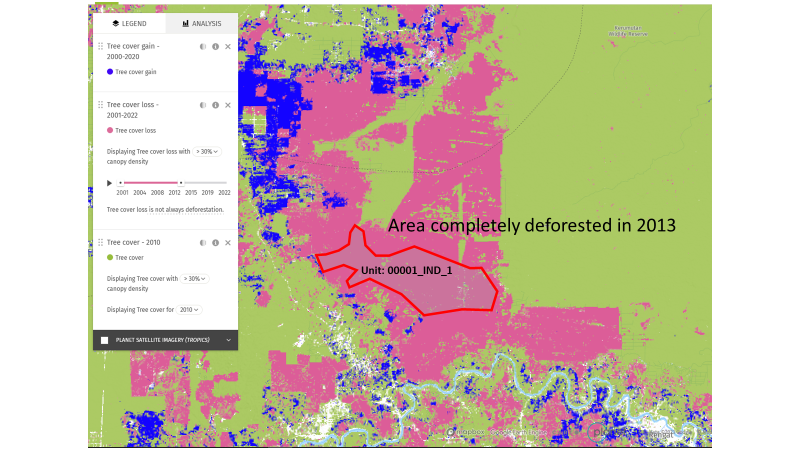 LEGEND
ANALYSIS
Tree cover gain -
2000-2020
Tree cover gain
Tree cover loss -
2001-2022
Tree cover loss
Displaying Tree cover loss with > 30%
canopy density
2001 2004 2008 2012 2015 2019 2022
Tree cover loss is not always deforestation.
Tree cover - 2010
Tree cover
Displaying Tree cover with > 30%
canopy density
Displaying Tree cover for 2010
PLANET SATELLITE IMAGERY (TROPICS)
Kerumutan
Wildlife Reserve
Area completely deforested in 2013
Unit: 00001_IND_1